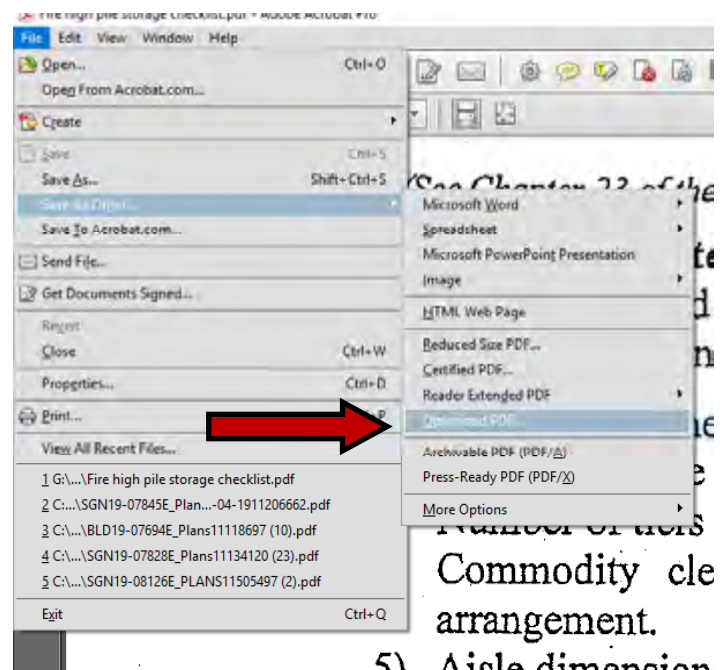 Fire high pile storage checklist.pdf - Adobe Acrobat Pro
File Edit View Window Help
Open... Ctrl+O
Open From Acrobat.com...
Create
Save Ctrl+S
Save As... Shift+Ctrl+S
Save As Other...
Save To Acrobat.com...
Send File...
Get Documents Signed...
Revert
Close Ctrl+W
Properties... Ctrl+D
Print...
View All Recent Files...
1 G:\...\Fire high pile storage checklist.pdf
2 C:...\SGN19-07845E_Plan...-04-1911206662.pdf
3 C:\...\BLD19-07694E_Plans11118697 (10).pdf
4 C:\...\SGN19-07828E_Plans11134120 (23).pdf
5 C:\...\SGN19-08126E_PLANS11505497 (2).pdf
Exit Ctrl+Q
Microsoft Word
Spreadsheet
Microsoft PowerPoint Presentation
Image
HTML Web Page
Reduced Size PDF...
Certified PDF...
Reader Extended PDF
Optimized PDF...
Archivable PDF (PDF/A)
Press-Ready PDF (PDF/X)
More Options
(See Chapter 23 of the
Number of tiers
Commodity cle
arrangement.
5) Aisle dimension